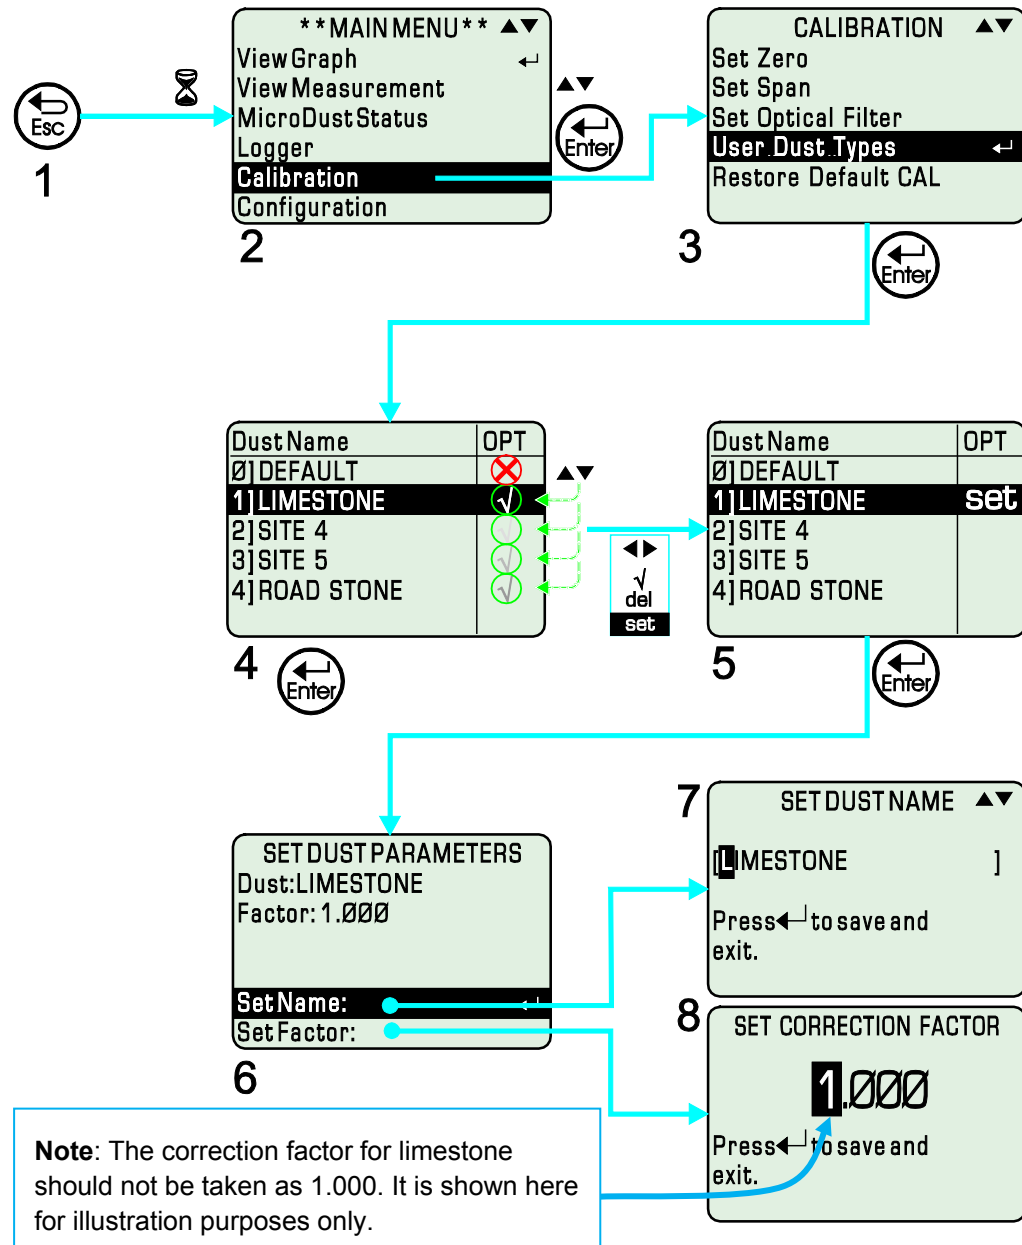 Esc
1
**MAIN MENU** ▲▼
View Graph ↵
View Measurement
MicroDust Status
Logger
Calibration
Configuration
2
▲▼
Enter
CALIBRATION ▲▼
Set Zero
Set Span
Set Optical Filter
User Dust Types ↵
Restore Default CAL
3
Enter
Dust Name OPT
Ø]DEFAULT
1]LIMESTONE √
2]SITE 4 √
3]SITE 5 √
4]ROAD STONE √
4
Enter
▲▼
◀▶
√
del
set
Dust Name OPT
Ø]DEFAULT
1]LIMESTONE set
2]SITE 4
3]SITE 5
4]ROAD STONE
5
Enter
SET DUST PARAMETERS
Dust:LIMESTONE
Factor: 1.ØØØ
Set Name: ↵
Set Factor:
6
7
SET DUST NAME ▲▼
[LIMESTONE ]
Press↵ to save and
exit.
8
SET CORRECTION FACTOR
1.ØØØ
Press↵ to save and
exit.
Note: The correction factor for limestone
should not be taken as 1.000. It is shown here
for illustration purposes only.